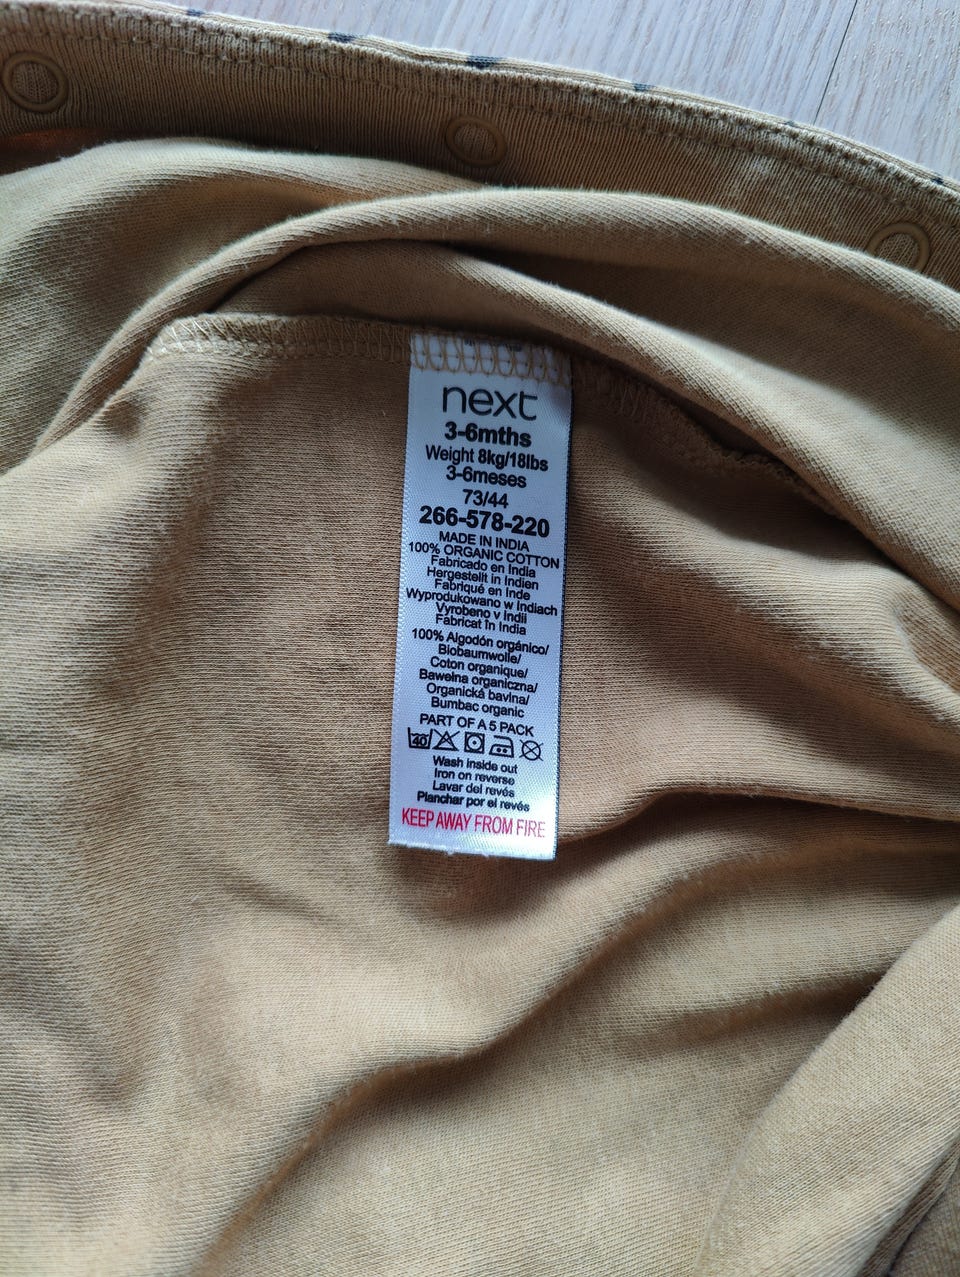 next
3-6mths
Weight 8kg/18lbs
3-6meses
73/44
266-578-220
MADE IN INDIA
100% ORGANIC COTTON
Fabricado en India
Hergestellt in Indien
Fabriqué en Inde
Wyprodukowano w Indiach
Vyrobeno v Indii
Fabricat în India
100% Algodón orgánico/
Biobaumwolle/
Coton organique/
Bawełna organiczna/
Organická bavlna/
Bumbac organic
PART OF A 5 PACK
40
Wash inside out
Iron on reverse
Lavar del revés
Planchar por el revés
KEEP AWAY FROM FIRE